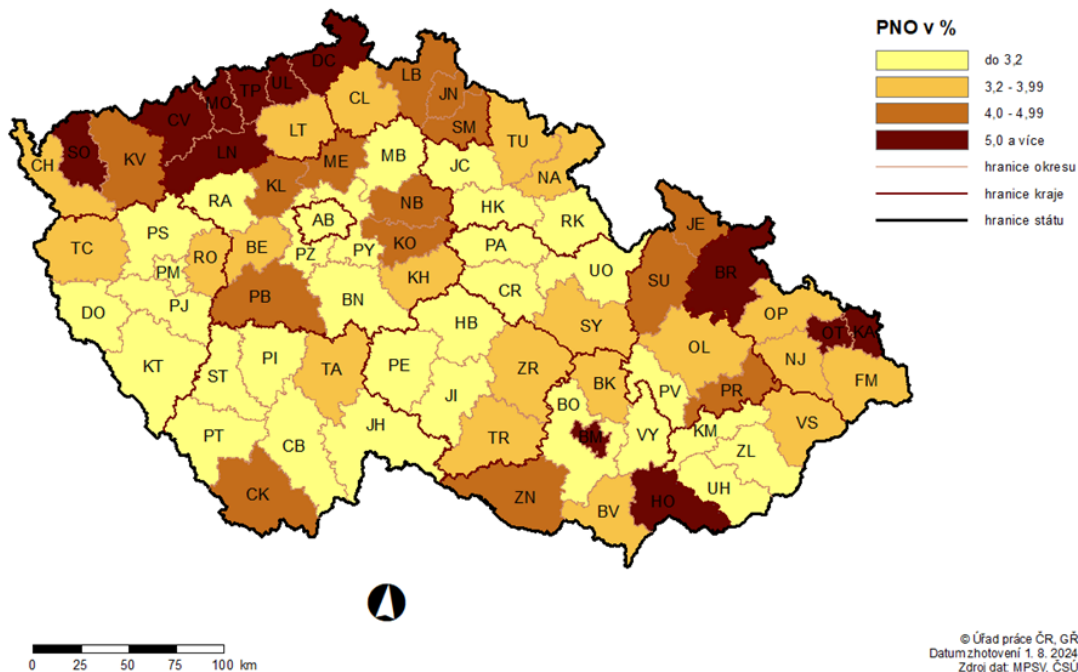 PNO v %
do 3,2
3,2 - 3,99
4,0 - 4,99
5,0 a více
hranice okresu
hranice kraje
hranice státu
DC
LB
UL
TP
JN
MO
CL
CV
LT
SM
TU
SO
KV
LN
ME
MB
JC
CH
NA
KL
RA
NB
HK
RK
AB
JE
PS
KO
PA
TC
RO
BE
PZ
PY
UO
BR
PM
KH
SU
CR
PB
BN
DO
PJ
OP
HB
SY
OT
KA
KT
PI
OL
NJ
ST
TA
PE
ZR
FM
BK
PV
PR
JI
BO
JH
VS
PT
TR
BM
VY
KM
CB
ZL
CK
ZN
HO
UH
BV
0 25 50 75 100 km
© Úřad práce ČR, GŘ
Datum zhotovení 1. 8. 2024
Zdroj dat: MPSV, ČSÚ